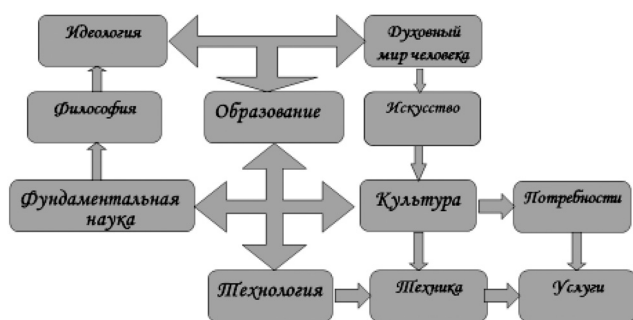 Идеология
Духовный
мир человека
Философия
Образование
Искусство
Фундаментальная
наука
Культура
Потребности
Технология
Техника
Услуги